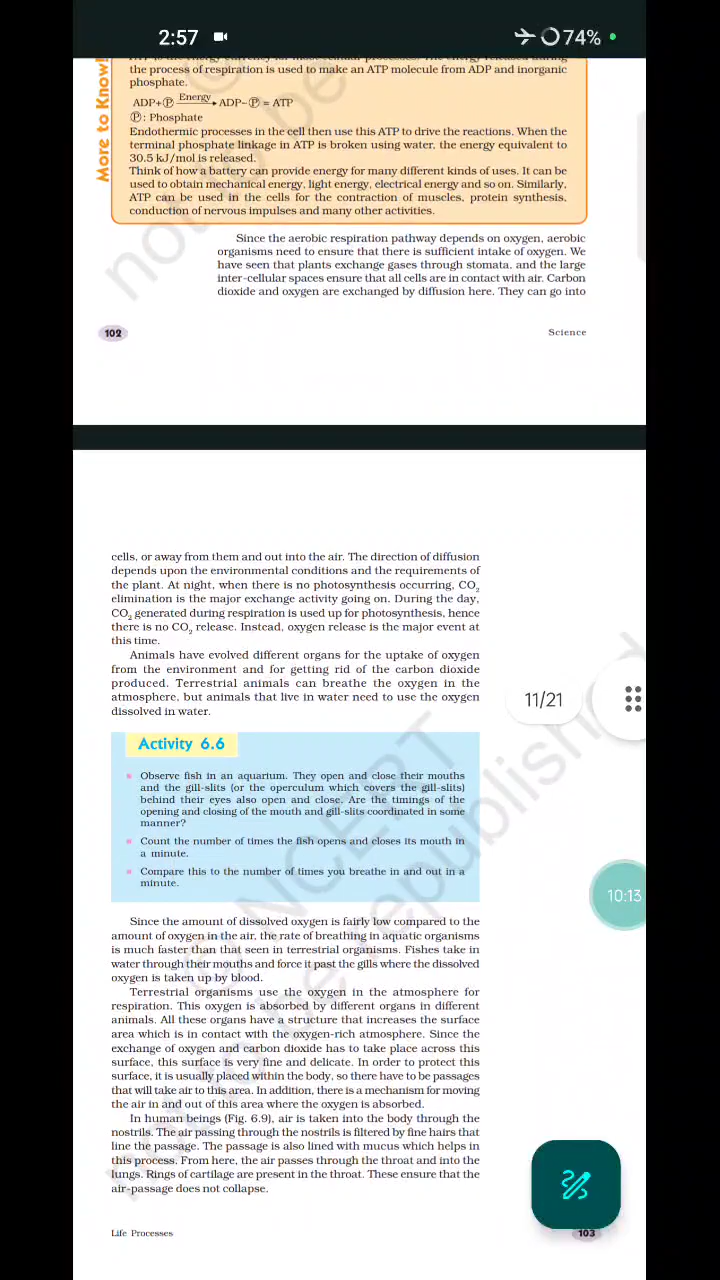 2:57
74%
ATP is the energy currency for most cellular processes. The energy released during
the process of respiration is used to make an ATP molecule from ADP and inorganic
phosphate.
ADP+Ⓟ Energy→ ADP~Ⓟ = ATP
Ⓟ: Phosphate
Endothermic processes in the cell then use this ATP to drive the reactions. When the
terminal phosphate linkage in ATP is broken using water, the energy equivalent to
30.5 kJ/mol is released.
Think of how a battery can provide energy for many different kinds of uses. It can be
used to obtain mechanical energy, light energy, electrical energy and so on. Similarly,
ATP can be used in the cells for the contraction of muscles, protein synthesis,
conduction of nervous impulses and many other activities.
More to Know!
Since the aerobic respiration pathway depends on oxygen, aerobic
organisms need to ensure that there is sufficient intake of oxygen. We
have seen that plants exchange gases through stomata, and the large
inter-cellular spaces ensure that all cells are in contact with air. Carbon
dioxide and oxygen are exchanged by diffusion here. They can go into
102
Science
cells, or away from them and out into the air. The direction of diffusion
depends upon the environmental conditions and the requirements of
the plant. At night, when there is no photosynthesis occurring, CO₂
elimination is the major exchange activity going on. During the day,
CO₂ generated during respiration is used up for photosynthesis, hence
there is no CO₂ release. Instead, oxygen release is the major event at
this time.
Animals have evolved different organs for the uptake of oxygen
from the environment and for getting rid of the carbon dioxide
produced. Terrestrial animals can breathe the oxygen in the
atmosphere, but animals that live in water need to use the oxygen
dissolved in water.
11/21
Activity 6.6
Observe fish in an aquarium. They open and close their mouths
and the gill-slits (or the operculum which covers the gill-slits)
behind their eyes also open and close. Are the timings of the
opening and closing of the mouth and gill-slits coordinated in some
manner?
Count the number of times the fish opens and closes its mouth in
a minute.
Compare this to the number of times you breathe in and out in a
minute.
10:13
Since the amount of dissolved oxygen is fairly low compared to the
amount of oxygen in the air, the rate of breathing in aquatic organisms
is much faster than that seen in terrestrial organisms. Fishes take in
water through their mouths and force it past the gills where the dissolved
oxygen is taken up by blood.
Terrestrial organisms use the oxygen in the atmosphere for
respiration. This oxygen is absorbed by different organs in different
animals. All these organs have a structure that increases the surface
area which is in contact with the oxygen-rich atmosphere. Since the
exchange of oxygen and carbon dioxide has to take place across this
surface, this surface is very fine and delicate. In order to protect this
surface, it is usually placed within the body, so there have to be passages
that will take air to this area. In addition, there is a mechanism for moving
the air in and out of this area where the oxygen is absorbed.
In human beings (Fig. 6.9), air is taken into the body through the
nostrils. The air passing through the nostrils is filtered by fine hairs that
line the passage. The passage is also lined with mucus which helps in
this process. From here, the air passes through the throat and into the
lungs. Rings of cartilage are present in the throat. These ensure that the
air-passage does not collapse.
Life Processes
103
not to be
© NCERT
not to be republished